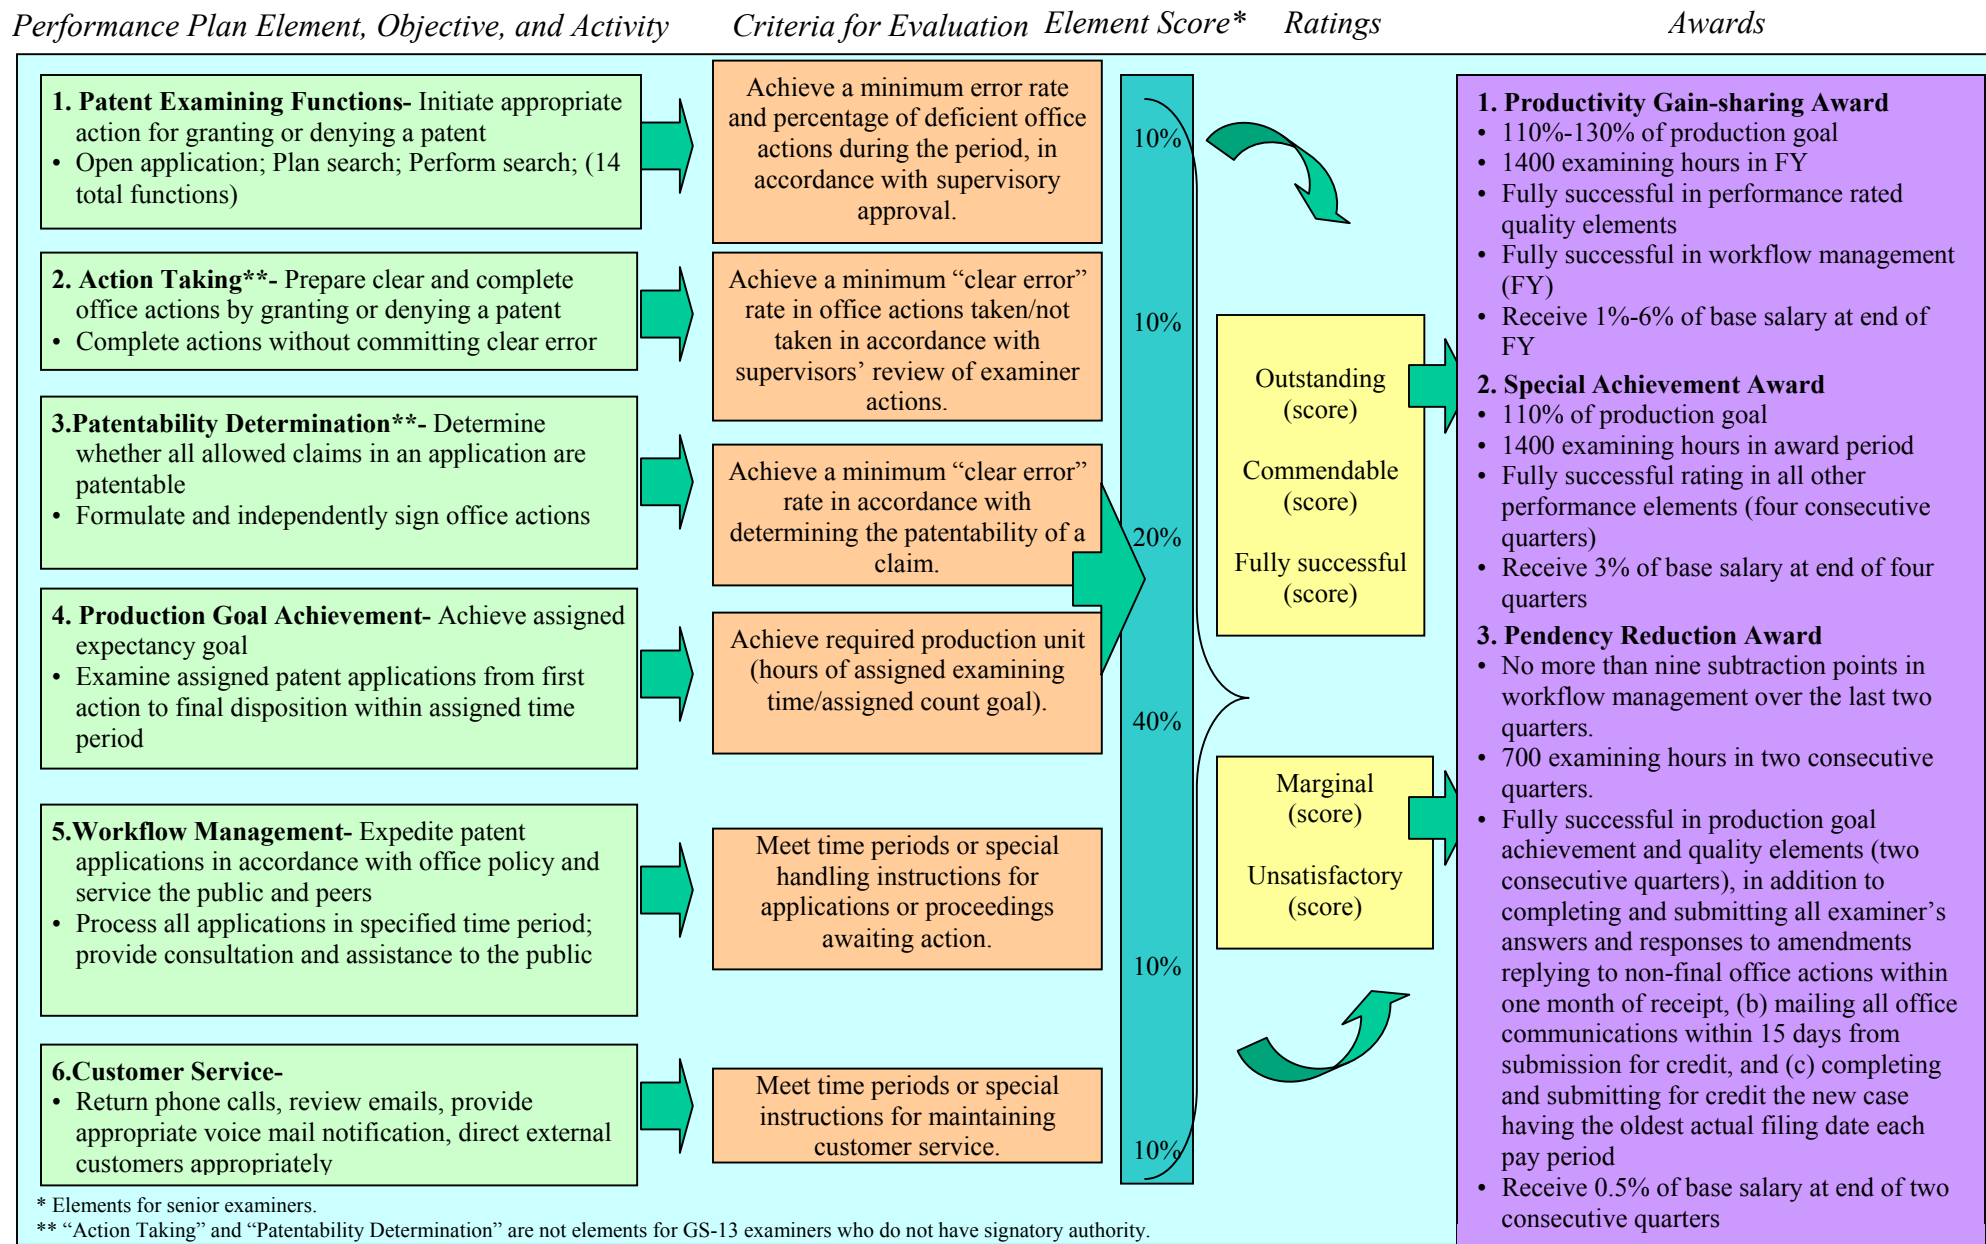 Performance Plan Element, Objective, and Activity
Criteria for Evaluation
Element Score*
Ratings
Awards
1. Patent Examining Functions- Initiate appropriate
action for granting or denying a patent
• Open application; Plan search; Perform search; (14
total functions)
2. Action Taking**- Prepare clear and complete
office actions by granting or denying a patent
• Complete actions without committing clear error
3.Patentability Determination**- Determine
whether all allowed claims in an application are
patentable
• Formulate and independently sign office actions
4. Production Goal Achievement- Achieve assigned
expectancy goal
• Examine assigned patent applications from first
action to final disposition within assigned time
period
5.Workflow Management- Expedite patent
applications in accordance with office policy and
service the public and peers
• Process all applications in specified time period;
provide consultation and assistance to the public
6.Customer Service-
• Return phone calls, review emails, provide
appropriate voice mail notification, direct external
customers appropriately
Achieve a minimum error rate
and percentage of deficient office
actions during the period, in
accordance with supervisory
approval.
Achieve a minimum “clear error”
rate in office actions taken/not
taken in accordance with
supervisors’ review of examiner
actions.
Achieve a minimum “clear error”
rate in accordance with
determining the patentability of a
claim.
Achieve required production unit
(hours of assigned examining
time/assigned count goal).
Meet time periods or special
handling instructions for
applications or proceedings
awaiting action.
Meet time periods or special
instructions for maintaining
customer service.
10%
10%
20%
40%
10%
10%
Outstanding
(score)
Commendable
(score)
Fully successful
(score)
Marginal
(score)
Unsatisfactory
(score)
1. Productivity Gain-sharing Award
• 110%-130% of production goal
• 1400 examining hours in FY
• Fully successful in performance rated
quality elements
• Fully successful in workflow management
(FY)
• Receive 1%-6% of base salary at end of
FY
2. Special Achievement Award
• 110% of production goal
• 1400 examining hours in award period
• Fully successful rating in all other
performance elements (four consecutive
quarters)
• Receive 3% of base salary at end of four
quarters
3. Pendency Reduction Award
• No more than nine subtraction points in
workflow management over the last two
quarters.
• 700 examining hours in two consecutive
quarters.
• Fully successful in production goal
achievement and quality elements (two
consecutive quarters), in addition to
completing and submitting all examiner’s
answers and responses to amendments
replying to non-final office actions within
one month of receipt, (b) mailing all office
communications within 15 days from
submission for credit, and (c) completing
and submitting for credit the new case
having the oldest actual filing date each
pay period
• Receive 0.5% of base salary at end of two
consecutive quarters
* Elements for senior examiners.
** “Action Taking” and “Patentability Determination” are not elements for GS-13 examiners who do not have signatory authority.